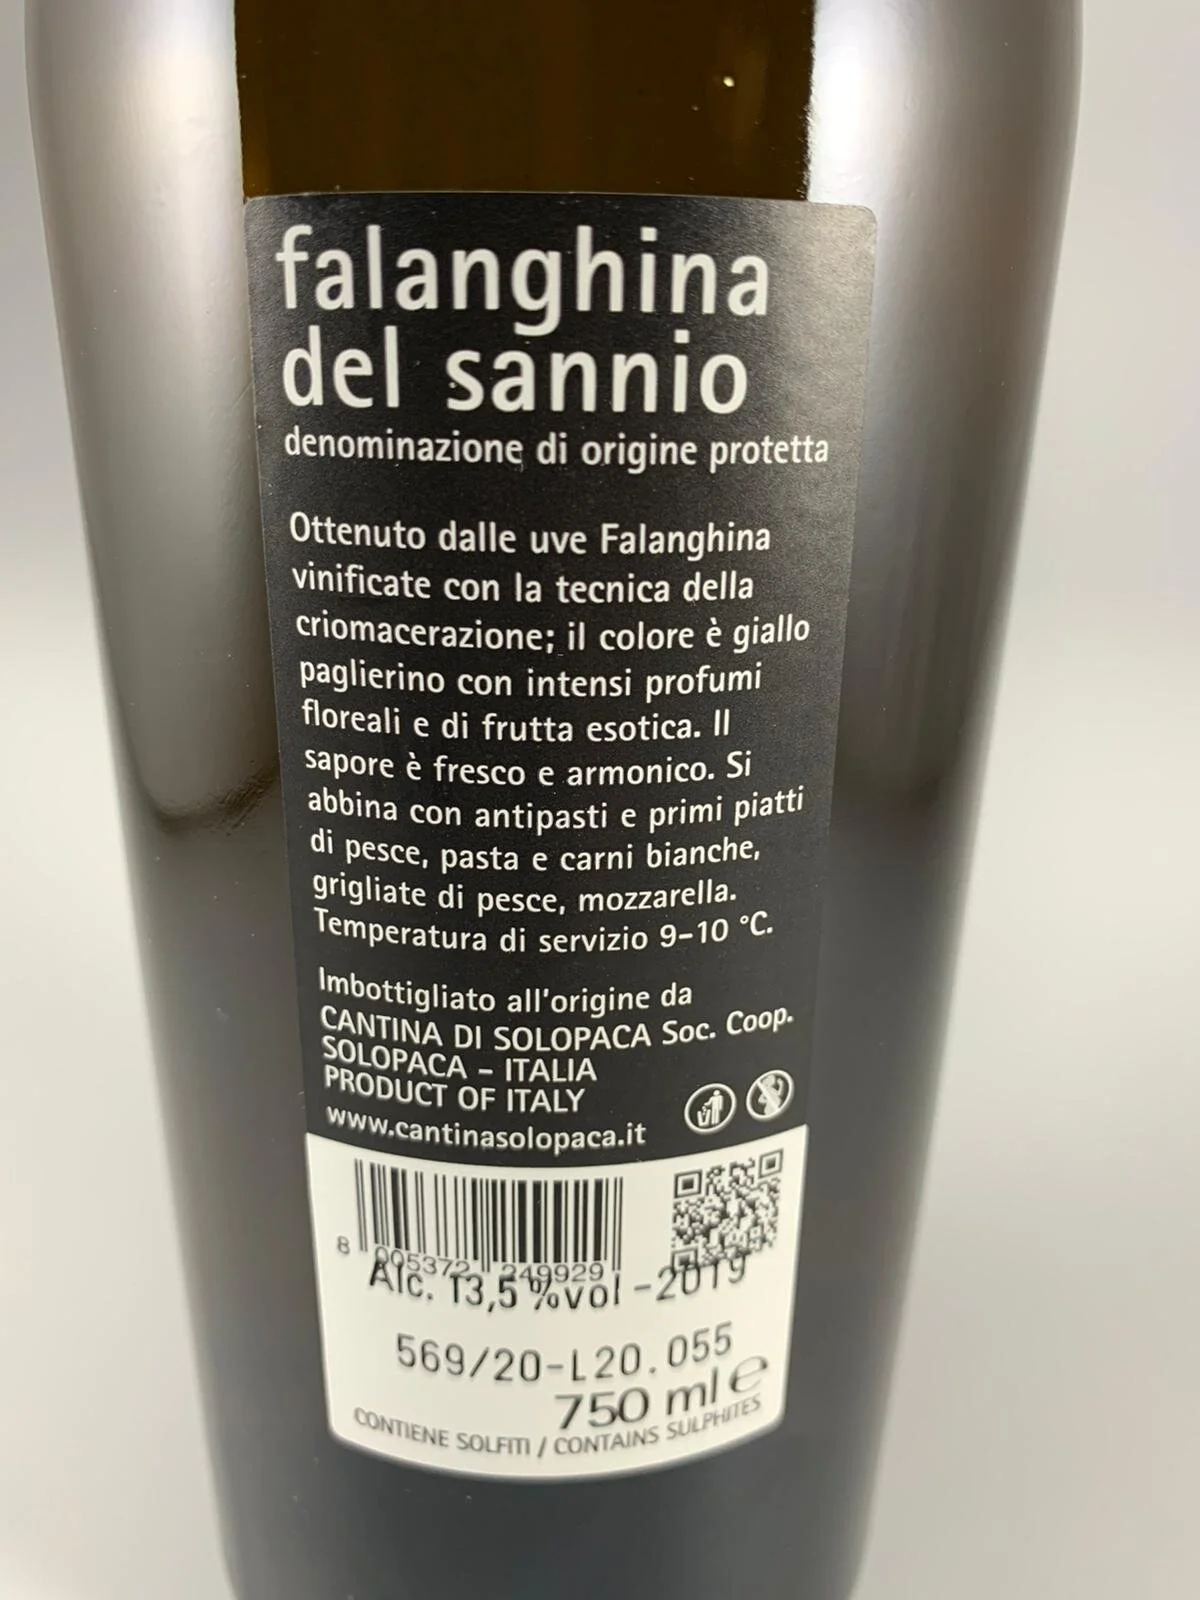 falanghina
del sannio
denominazione di origine protetta
Ottenuto dalle uve Falanghina
vinificate con la tecnica della
criomacerazione; il colore è giallo
paglierino con intensi profumi
floreali e di frutta esotica. Il
sapore è fresco e armonico. Si
abbina con antipasti e primi piatti
di pesce, pasta e carni bianche,
grigliate di pesce, mozzarella.
Temperatura di servizio 9-10 °C.
Imbottigliato all'origine da
CANTINA DI SOLOPACA Soc. Coop.
SOLOPACA - ITALIA
PRODUCT OF ITALY
www.cantinasolopaca.it
8 005372 249929
Alc. 13,5%vol -2019
569/20-L20.055
750 ml e
CONTIENE SOLFITI / CONTAINS SULPHITES